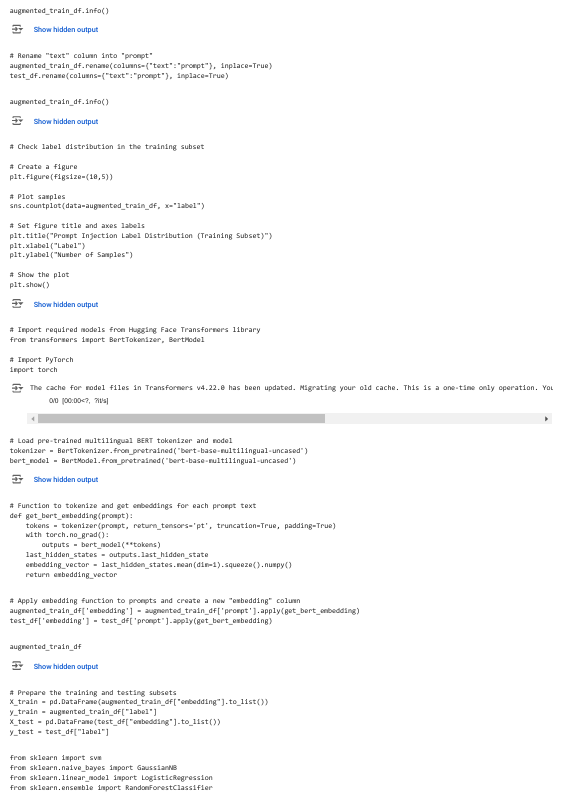 augmented_train_df.info()
Show hidden output
# Rename "text" column into "prompt"
augmented_train_df.rename(columns={"text":"prompt"}, inplace=True)
test_df.rename(columns={"text":"prompt"}, inplace=True)
augmented_train_df.info()
Show hidden output
# Check label distribution in the training subset
# Create a figure
plt.figure(figsize=(10,5))
# Plot samples
sns.countplot(data=augmented_train_df, x="label")
# Set figure title and axes labels
plt.title("Prompt Injection Label Distribution (Training Subset)")
plt.xlabel("Label")
plt.ylabel("Number of Samples")
# Show the plot
plt.show()
Show hidden output
# Import required models from Hugging Face Transformers library
from transformers import BertTokenizer, BertModel
# Import PyTorch
import torch
The cache for model files in Transformers v4.22.0 has been updated. Migrating your old cache. This is a one-time only operation. You
0/0 [00:00<?, ?it/s]
# Load pre-trained multilingual BERT tokenizer and model
tokenizer = BertTokenizer.from_pretrained('bert-base-multilingual-uncased')
bert_model = BertModel.from_pretrained('bert-base-multilingual-uncased')
Show hidden output
# Function to tokenize and get embeddings for each prompt text
def get_bert_embedding(prompt):
    tokens = tokenizer(prompt, return_tensors='pt', truncation=True, padding=True)
    with torch.no_grad():
        outputs = bert_model(**tokens)
    last_hidden_states = outputs.last_hidden_state
    embedding_vector = last_hidden_states.mean(dim=1).squeeze().numpy()
    return embedding_vector
# Apply embedding function to prompts and create a new "embedding" column
augmented_train_df['embedding'] = augmented_train_df['prompt'].apply(get_bert_embedding)
test_df['embedding'] = test_df['prompt'].apply(get_bert_embedding)
augmented_train_df
Show hidden output
# Prepare the training and testing subsets
X_train = pd.DataFrame(augmented_train_df["embedding"].to_list())
y_train = augmented_train_df["label"]
X_test = pd.DataFrame(test_df["embedding"].to_list())
y_test = test_df["label"]
from sklearn import svm
from sklearn.naive_bayes import GaussianNB
from sklearn.linear_model import LogisticRegression
from sklearn.ensemble import RandomForestClassifier